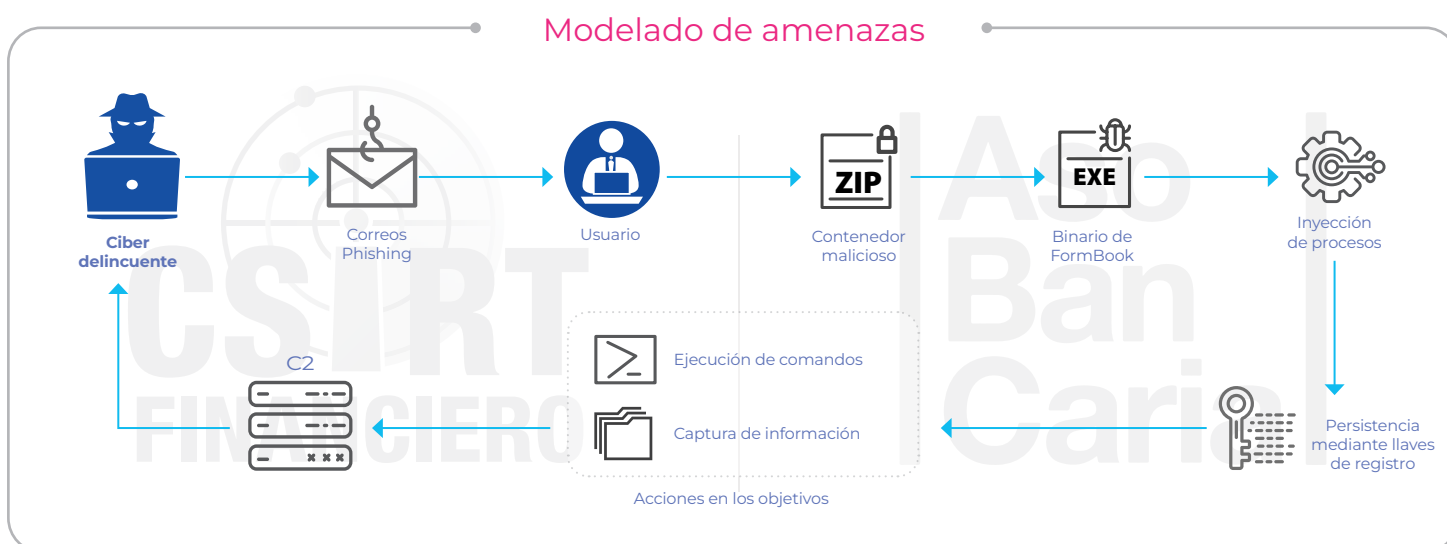 Modelado de amenazas
Ciber
delincuente
Correos
Phishing
Usuario
ZIP
Contenedor
malicioso
EXE
Binario de
FormBook
Inyección
de procesos
Persistencia
mediante llaves
de registro
Ejecución de comandos
Captura de información
Acciones en los objetivos
C2
CSIRT
FINANCIERO
Aso
Ban
Caria